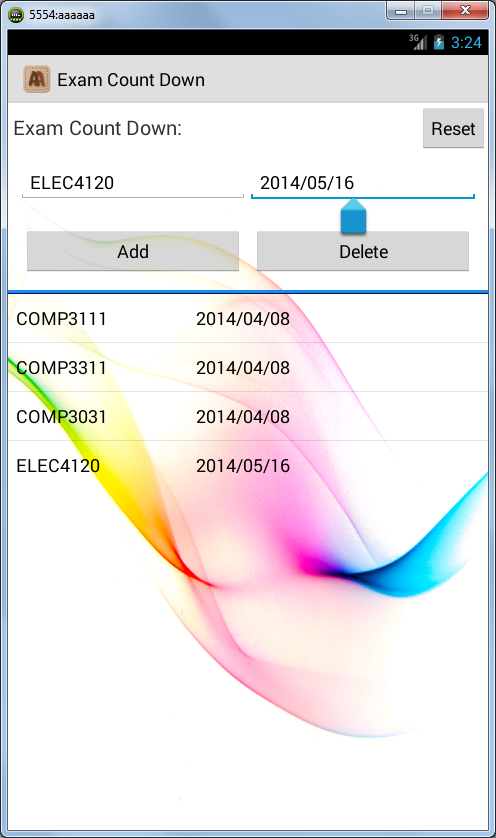 5554:aaaaaa
3G 3:24
Exam Count Down
Exam Count Down: Reset
ELEC4120 2014/05/16
Add Delete
COMP3111 2014/04/08
COMP3311 2014/04/08
COMP3031 2014/04/08
ELEC4120 2014/05/16